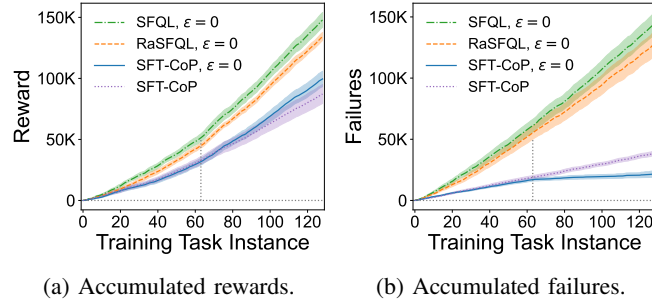 150K
100K
50K
0
Reward
SFQL, ε = 0
RaSFQL, ε = 0
SFT-CoP, ε = 0
SFT-CoP
0 20 40 60 80 100 120
Training Task Instance
(a) Accumulated rewards.
150K
100K
50K
0
Failures
SFQL, ε = 0
RaSFQL, ε = 0
SFT-CoP, ε = 0
SFT-CoP
0 20 40 60 80 100 120
Training Task Instance
(b) Accumulated failures.